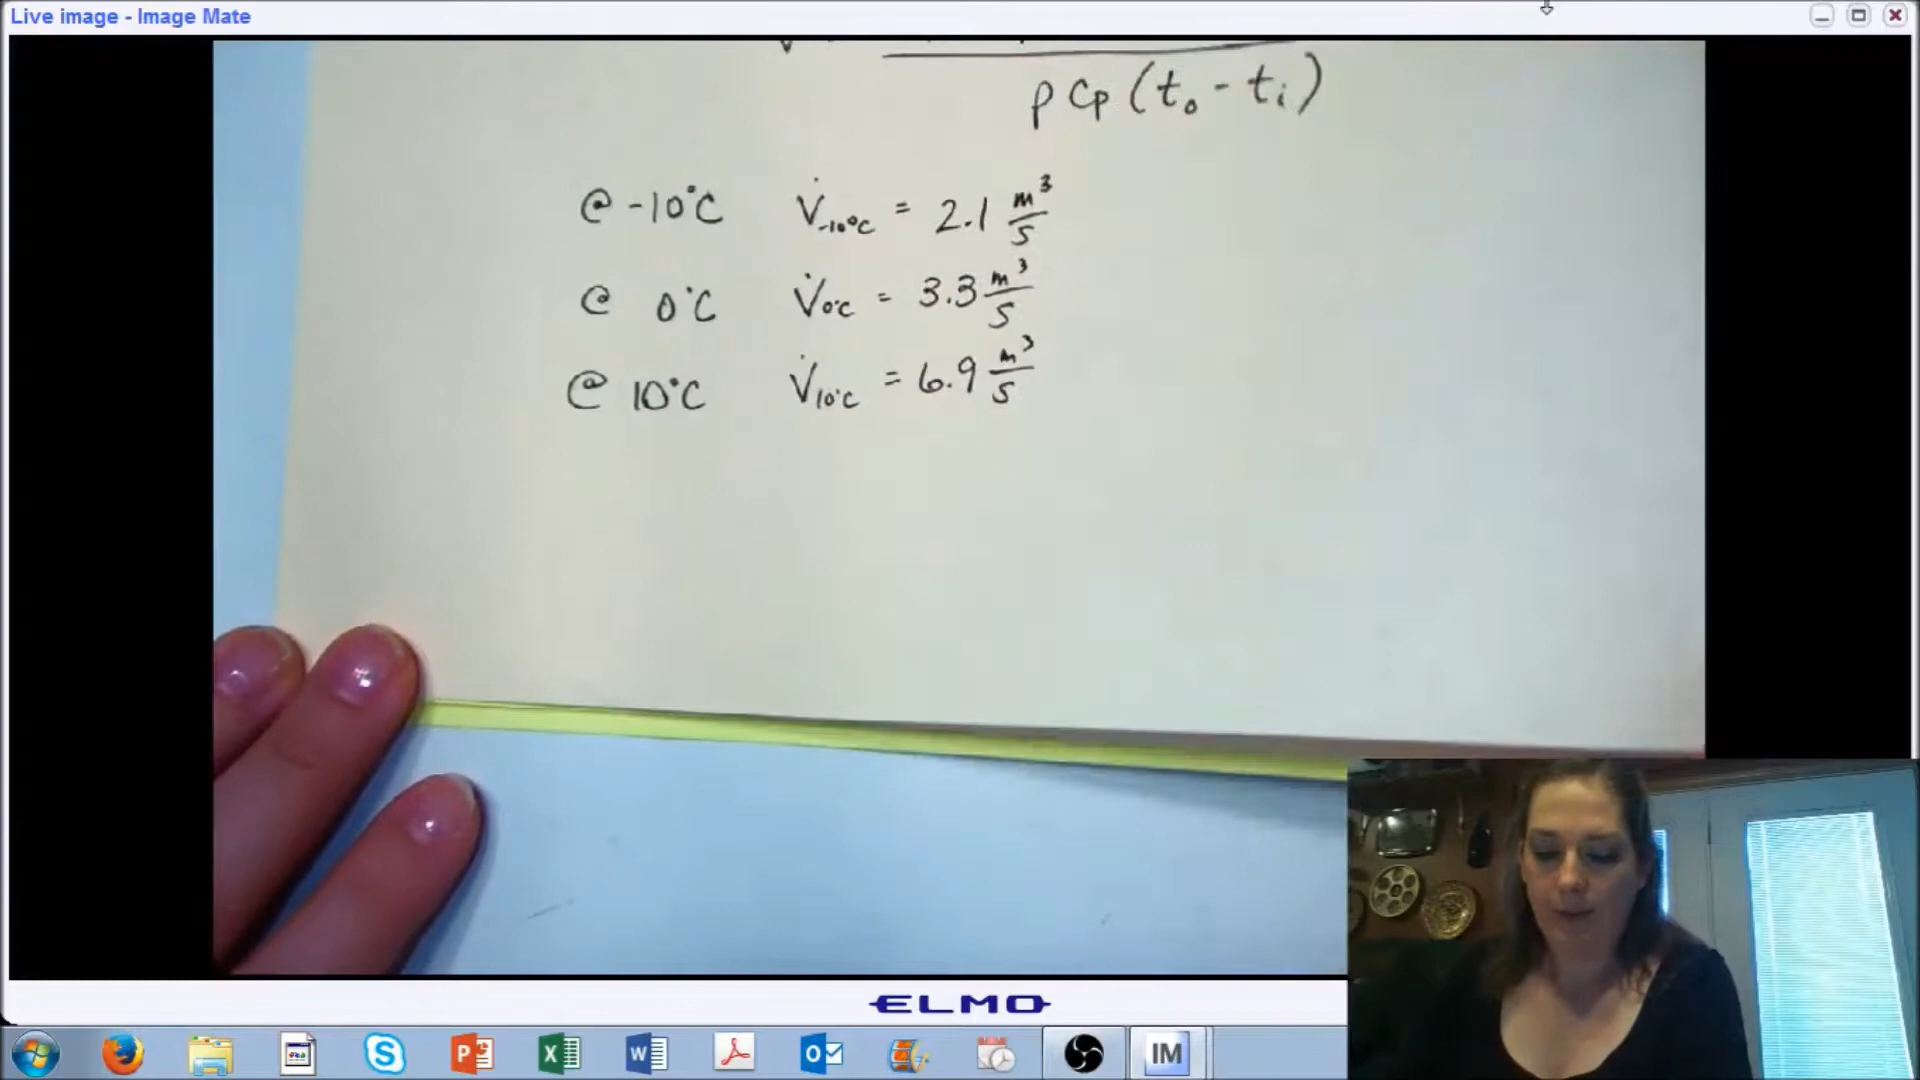 Live image - Image Mate
ρ Cp (t₀ - tᵢ)
@ -10°C V̇₋₁₀°C = 2.1 m³/s
@ 0°C V̇₀°C = 3.3 m³/s
@ 10°C V̇₁₀°C = 6.9 m³/s
ELMO
IM